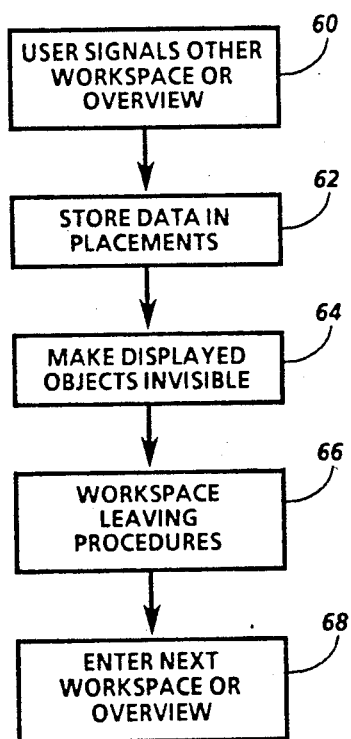 60
USER SIGNALS OTHER
WORKSPACE OR
OVERVIEW
62
STORE DATA IN
PLACEMENTS
64
MAKE DISPLAYED
OBJECTS INVISIBLE
66
WORKSPACE
LEAVING
PROCEDURES
68
ENTER NEXT
WORKSPACE OR
OVERVIEW